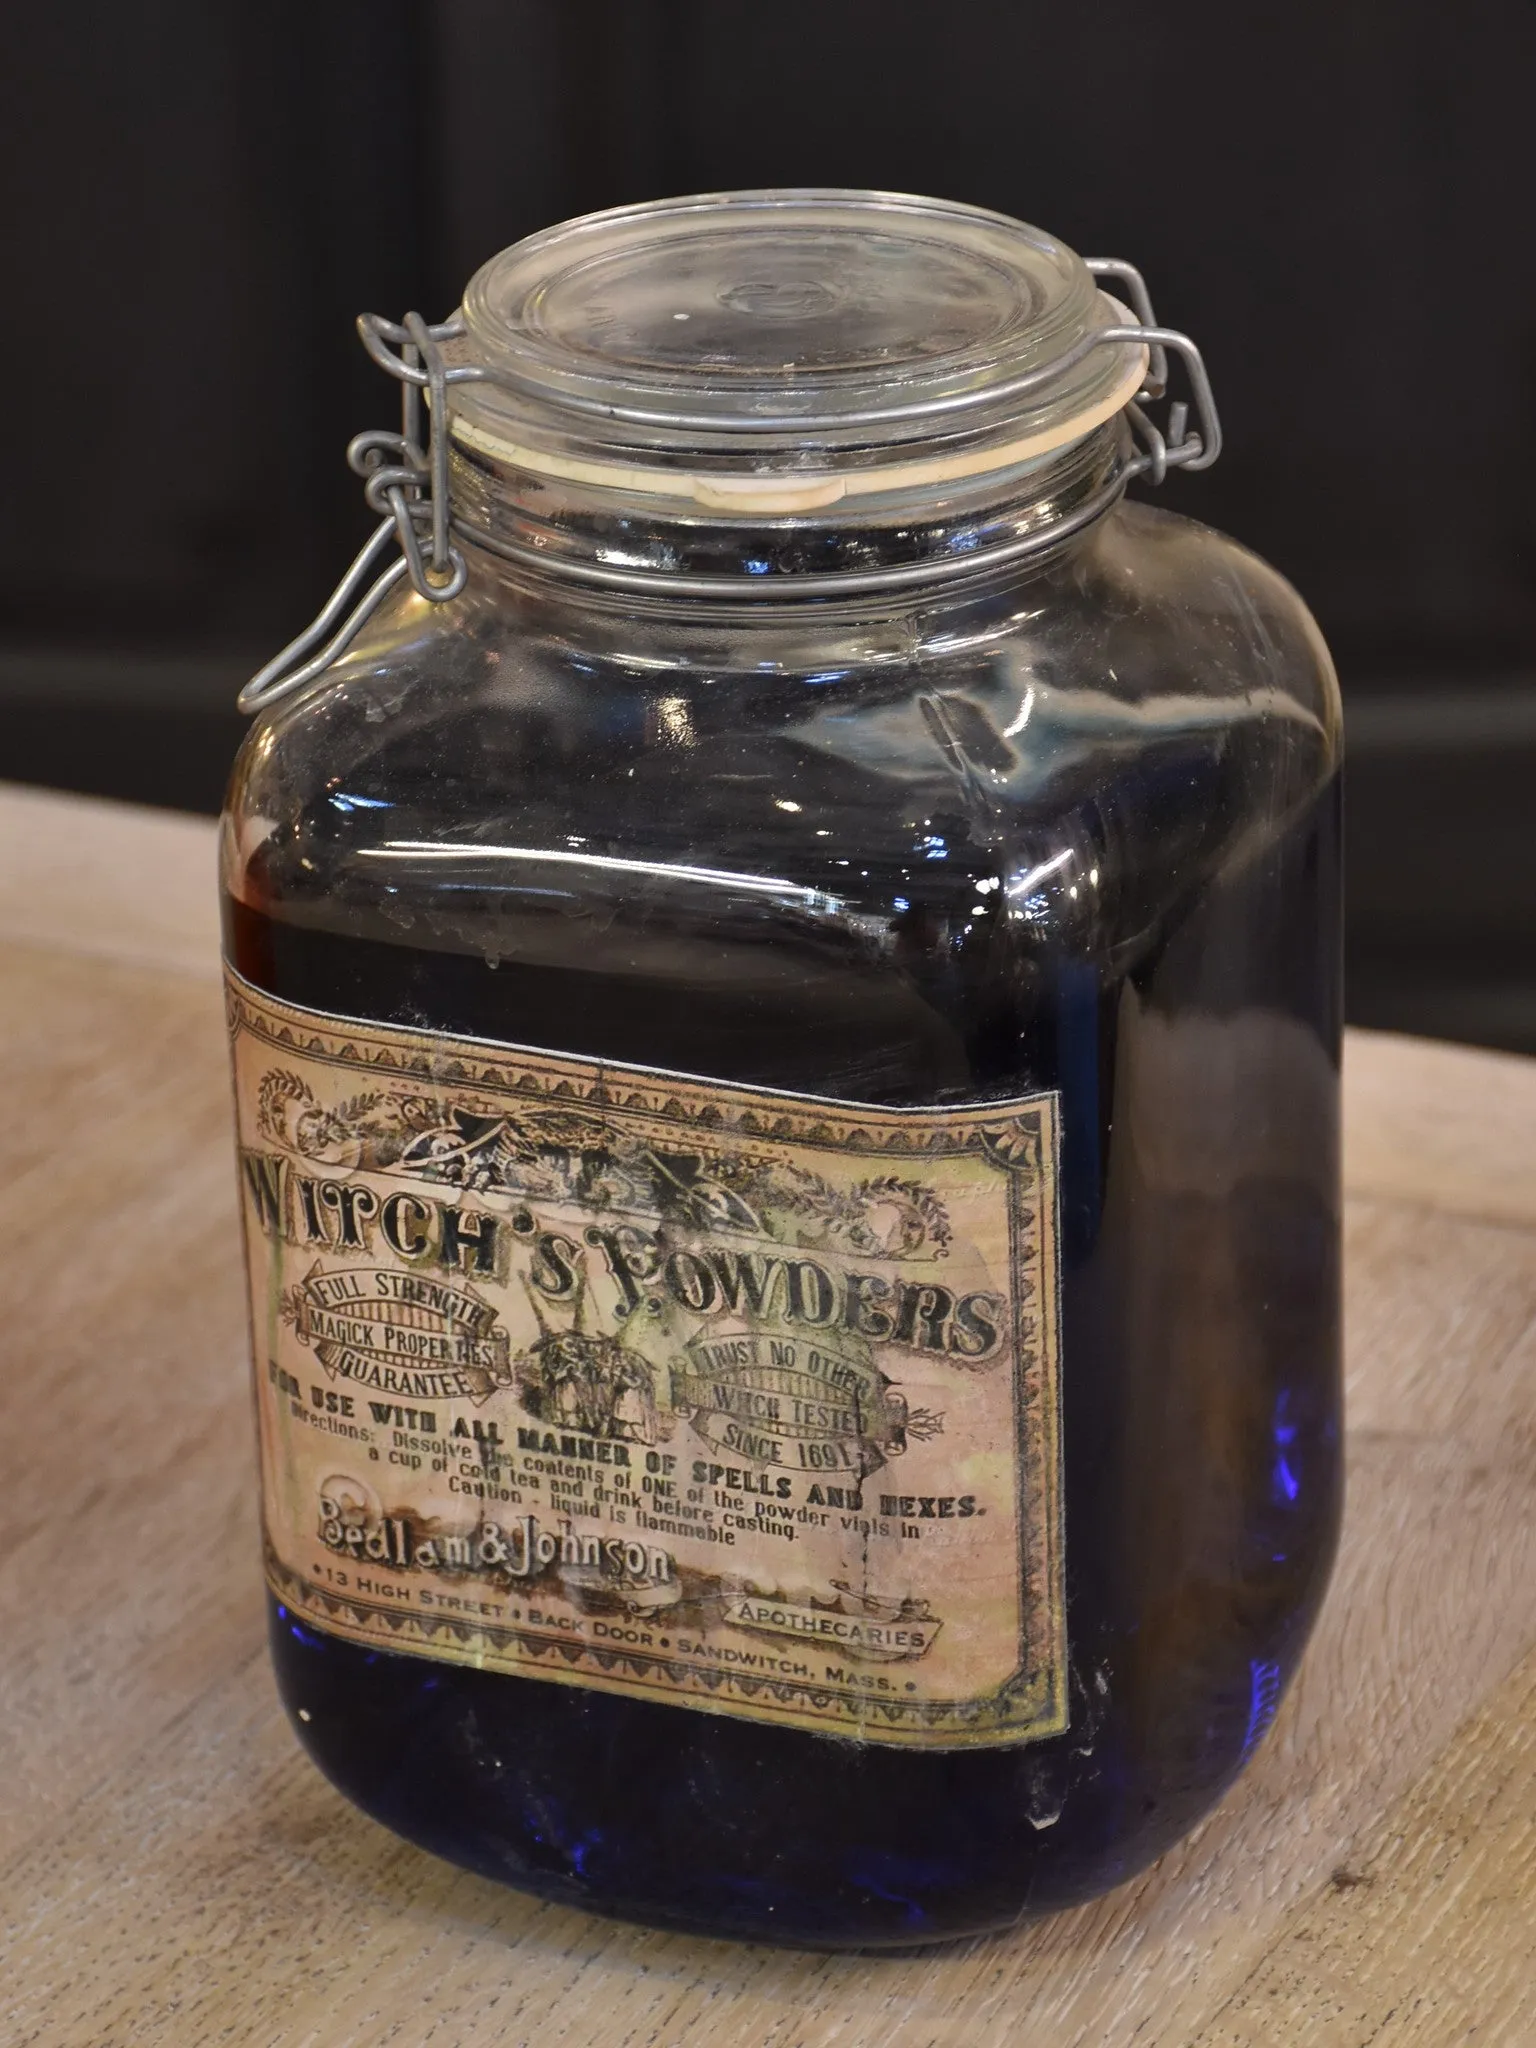 WITCH'S POWDERS
FULL STRENGTH
MAGICK PROPERTIES
GUARANTEE
TRUST NO OTHER
WITCH TESTED
SINCE 1691
FOR USE WITH ALL MANNER OF SPELLS AND HEXES.
Directions: Dissolve the contents of ONE of the powder vials in
a cup of cold tea and drink before casting.
Caution - liquid is flammable
Bedlam & Johnson
APOTHECARIES
• 13 HIGH STREET • BACK DOOR • SANDWITCH, MASS. •